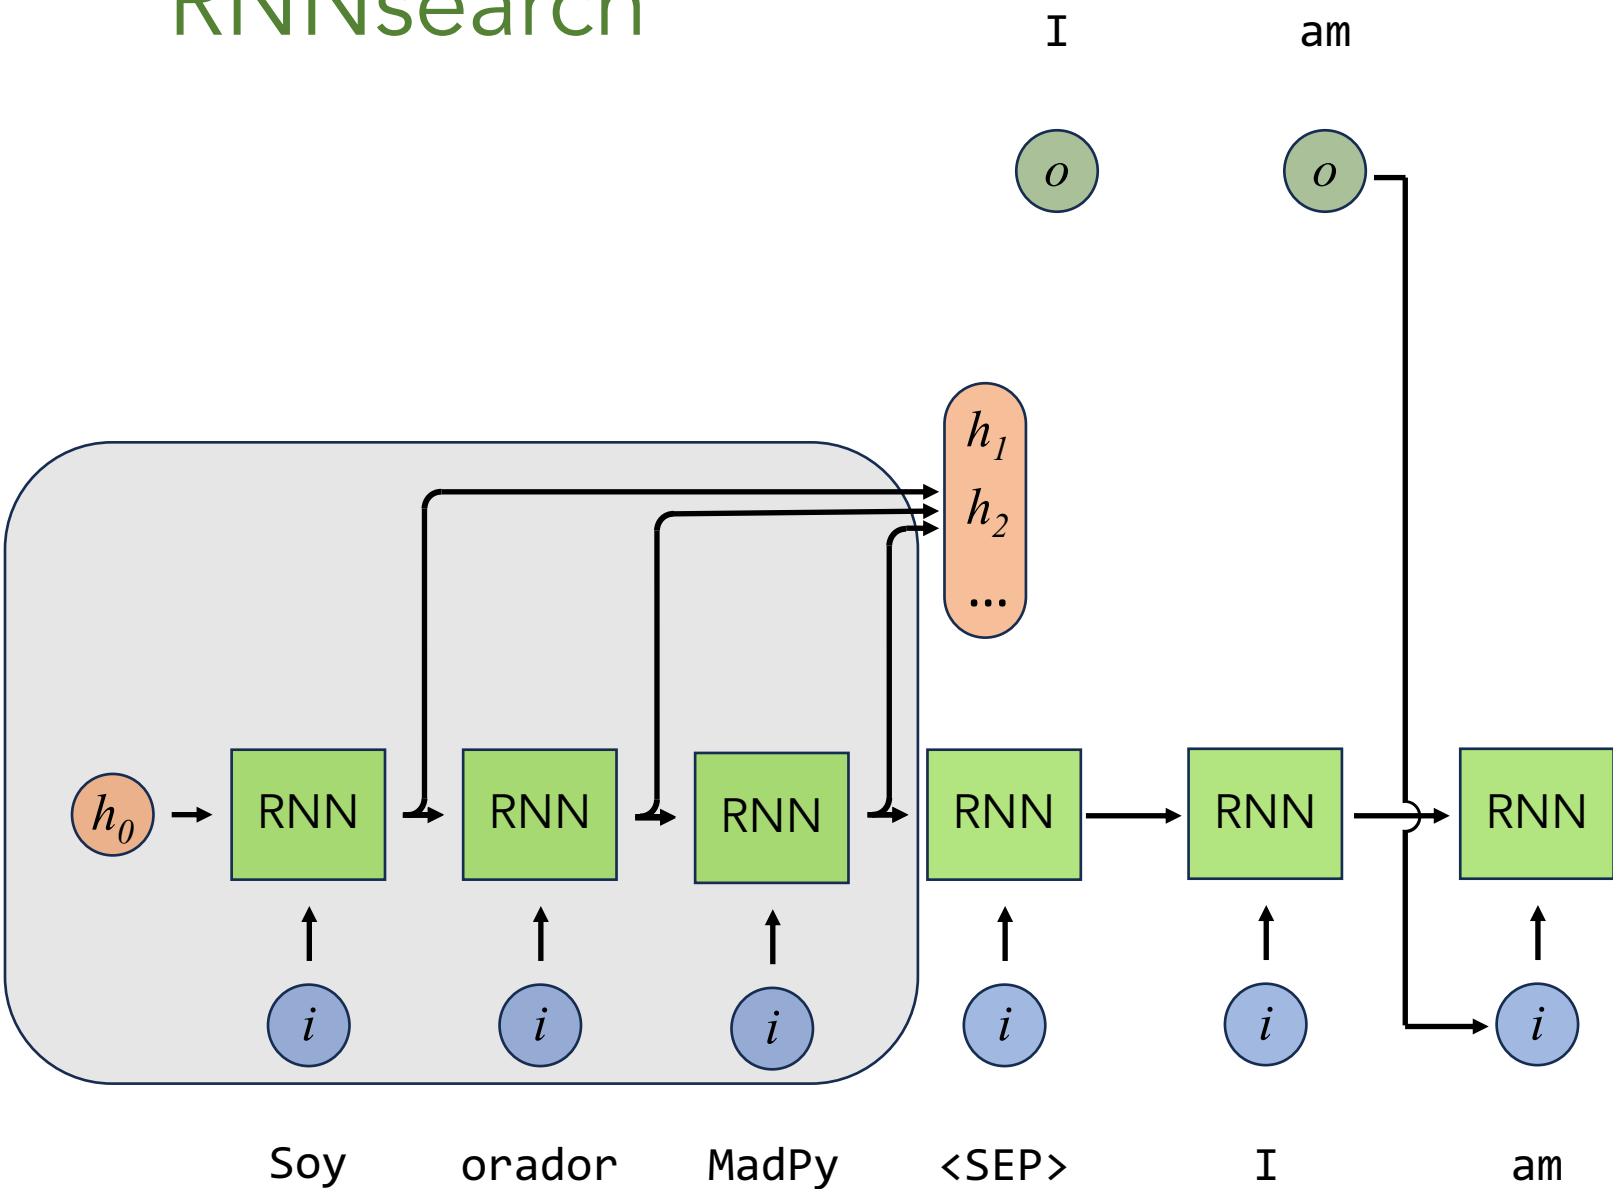 RNNsearch
I am
o o
h1
h2
...
h0 RNN RNN RNN RNN RNN RNN
i i i i i i
Soy orador MadPy <SEP> I am